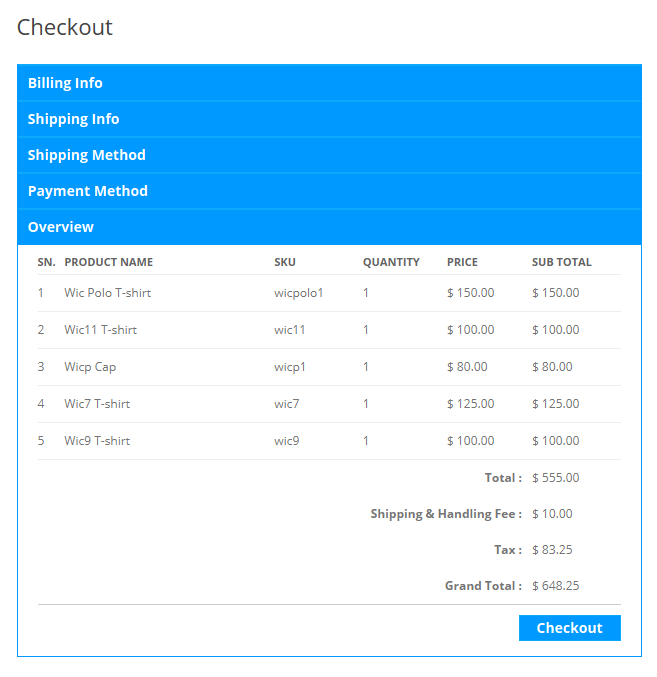 Checkout
Billing Info
Shipping Info
Shipping Method
Payment Method
Overview
SN. PRODUCT NAME SKU QUANTITY PRICE SUB TOTAL
1 Wic Polo T-shirt wicpolo1 1 $ 150.00 $ 150.00
2 Wic11 T-shirt wic11 1 $ 100.00 $ 100.00
3 Wicp Cap wicp1 1 $ 80.00 $ 80.00
4 Wic7 T-shirt wic7 1 $ 125.00 $ 125.00
5 Wic9 T-shirt wic9 1 $ 100.00 $ 100.00
Total : $ 555.00
Shipping & Handling Fee : $ 10.00
Tax : $ 83.25
Grand Total : $ 648.25
Checkout